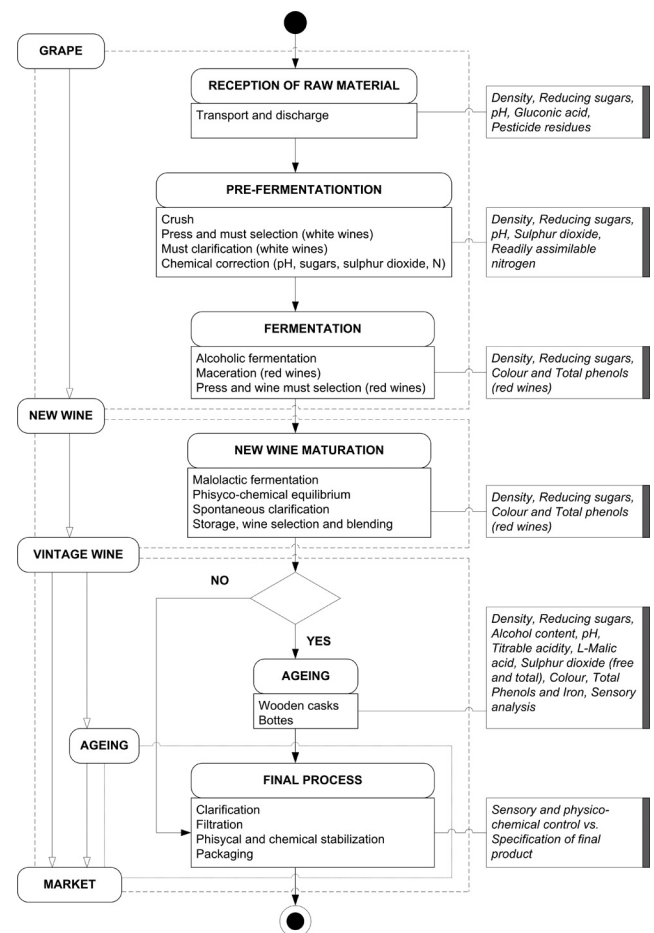 GRAPE
RECEPTION OF RAW MATERIAL
Transport and discharge
Density, Reducing sugars,
pH, Gluconic acid,
Pesticide residues
PRE-FERMENTATIONTION
Crush
Press and must selection (white wines)
Must clarification (white wines)
Chemical correction (pH, sugars, sulphur dioxide, N)
Density, Reducing sugars,
pH, Sulphur dioxide,
Readily assimilable
nitrogen
FERMENTATION
Alcoholic fermentation
Maceration (red wines)
Press and wine must selection (red wines)
Density, Reducing sugars,
Colour and Total phenols
(red wines)
NEW WINE
NEW WINE MATURATION
Malolactic fermentation
Phisyco-chemical equilibrium
Spontaneous clarification
Storage, wine selection and blending
Density, Reducing sugars,
Colour and Total phenols
(red wines)
VINTAGE WINE
NO
YES
AGEING
Wooden casks
Bottes
Density, Reducing sugars,
Alcohol content, pH,
Titrable acidity, L-Malic
acid, Sulphur dioxide (free
and total), Colour, Total
Phenols and Iron, Sensory
analysis
AGEING
FINAL PROCESS
Clarification
Filtration
Phisycal and chemical stabilization
Packaging
Sensory and physico-
chemical control vs.
Specification of final
product
MARKET